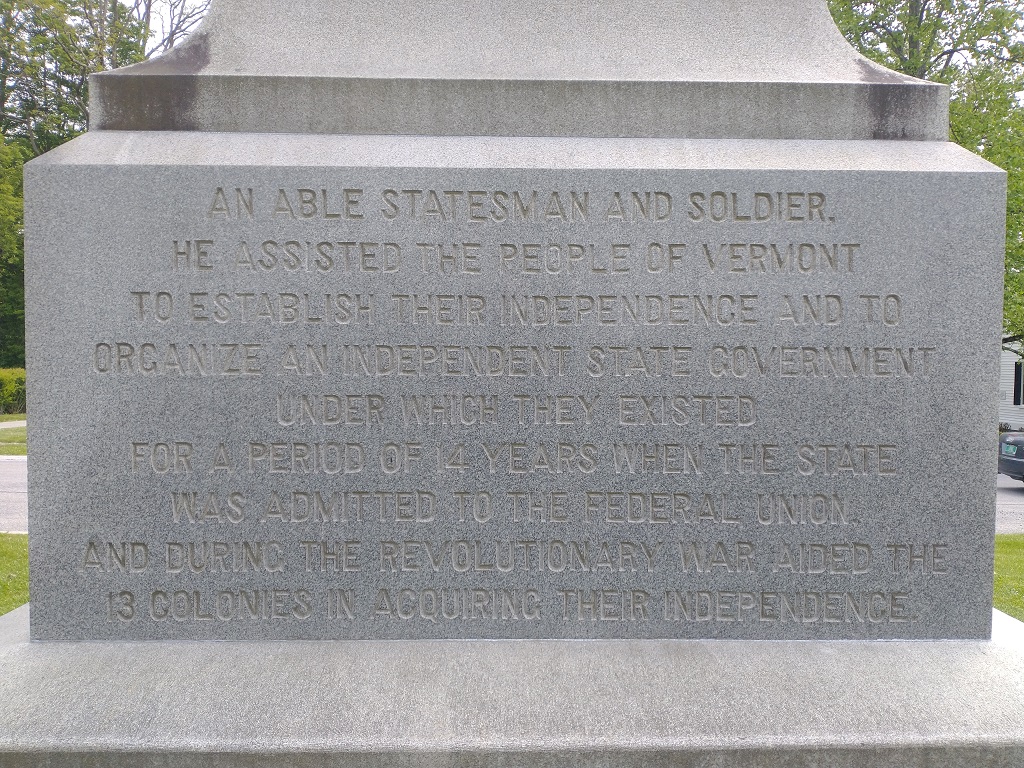 AN ABLE STATESMAN AND SOLDIER.
HE ASSISTED THE PEOPLE OF VERMONT
TO ESTABLISH THEIR INDEPENDENCE AND TO
ORGANIZE AN INDEPENDENT STATE GOVERNMENT
UNDER WHICH THEY EXISTED
FOR A PERIOD OF 14 YEARS WHEN THE STATE
WAS ADMITTED TO THE FEDERAL UNION.
AND DURING THE REVOLUTIONARY WAR AIDED THE
13 COLONIES IN ACQUIRING THEIR INDEPENDENCE.